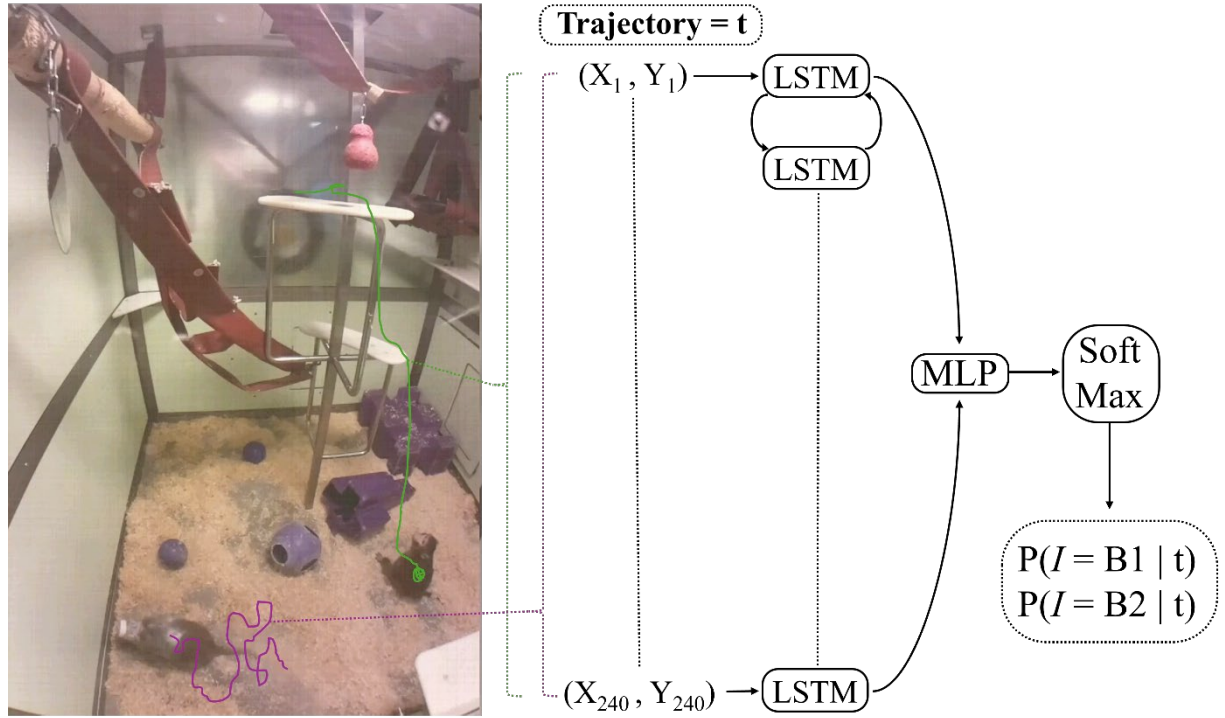 Trajectory = t
(X₁ , Y₁)
LSTM
LSTM
MLP
Soft
Max
P(I = B1 | t)
P(I = B2 | t)
(X₂₄₀ , Y₂₄₀)
LSTM